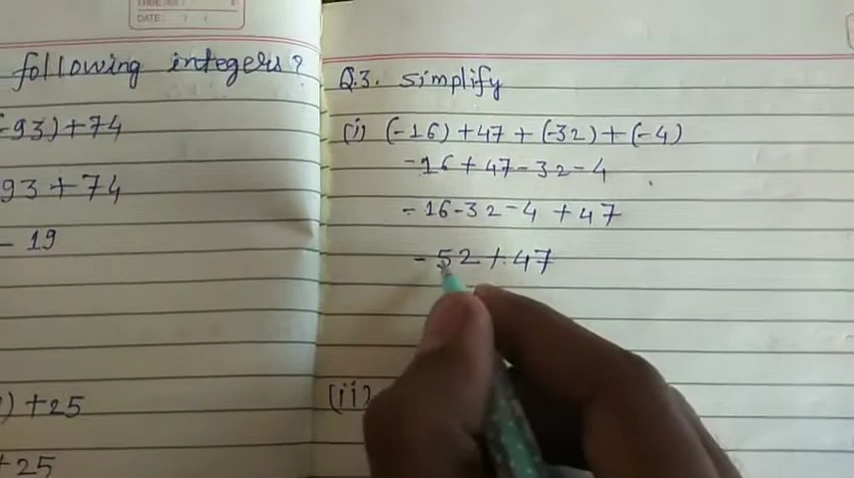 DATE:
following integers?
-93)+74
93+74
- 19
) +25
+25
Q.3. simplify
(i) (-16) +47 + (-32) + (-4)
-16 + 47 - 32 - 4
- 16 - 32 - 4 + 47
- 52 + 47
(ii)